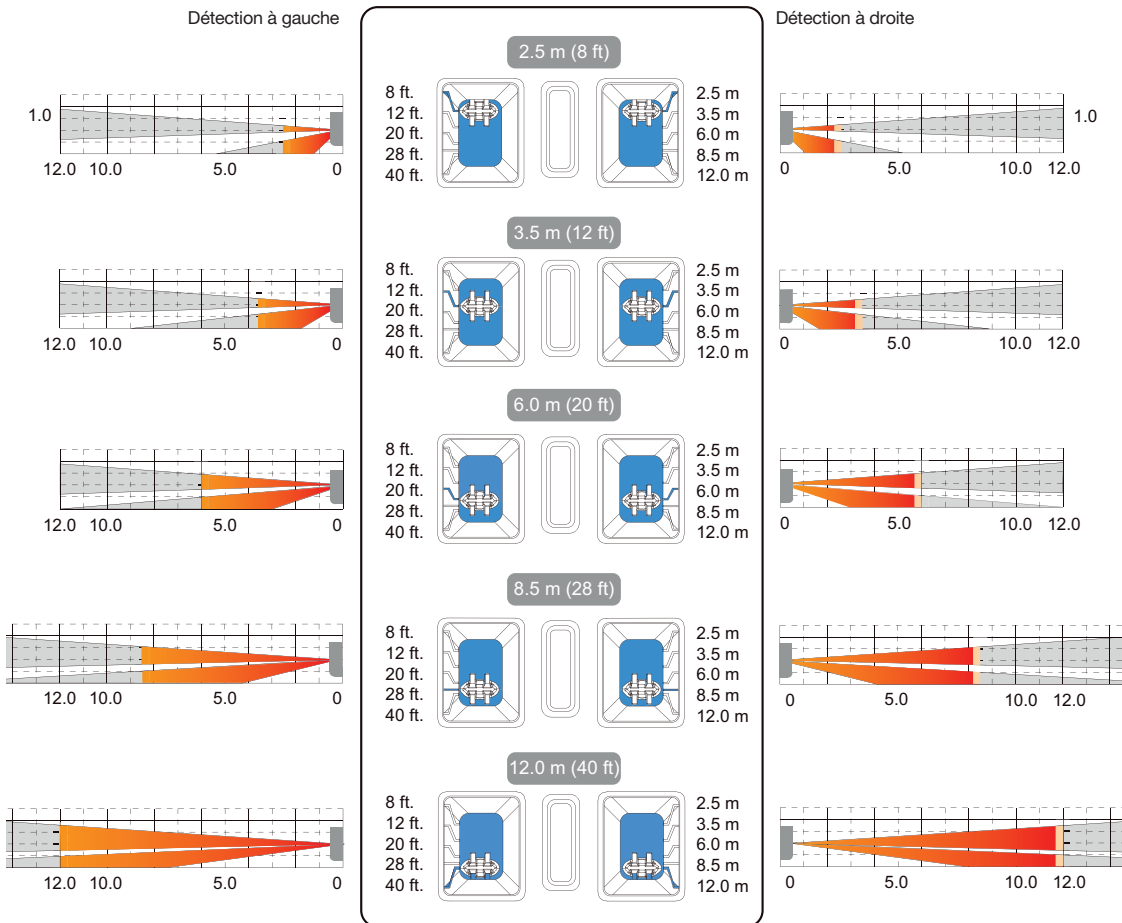 Détection à gauche
Détection à droite
2.5 m (8 ft)
1.0
12.0 10.0 5.0 0
8 ft.
12 ft.
20 ft.
28 ft.
40 ft.
2.5 m
3.5 m
6.0 m
8.5 m
12.0 m
1.0
0 5.0 10.0 12.0
3.5 m (12 ft)
12.0 10.0 5.0 0
8 ft.
12 ft.
20 ft.
28 ft.
40 ft.
2.5 m
3.5 m
6.0 m
8.5 m
12.0 m
0 5.0 10.0 12.0
6.0 m (20 ft)
12.0 10.0 5.0 0
8 ft.
12 ft.
20 ft.
28 ft.
40 ft.
2.5 m
3.5 m
6.0 m
8.5 m
12.0 m
0 5.0 10.0 12.0
8.5 m (28 ft)
12.0 10.0 5.0 0
8 ft.
12 ft.
20 ft.
28 ft.
40 ft.
2.5 m
3.5 m
6.0 m
8.5 m
12.0 m
0 5.0 10.0 12.0
12.0 m (40 ft)
12.0 10.0 5.0 0
8 ft.
12 ft.
20 ft.
28 ft.
40 ft.
2.5 m
3.5 m
6.0 m
8.5 m
12.0 m
0 5.0 10.0 12.0